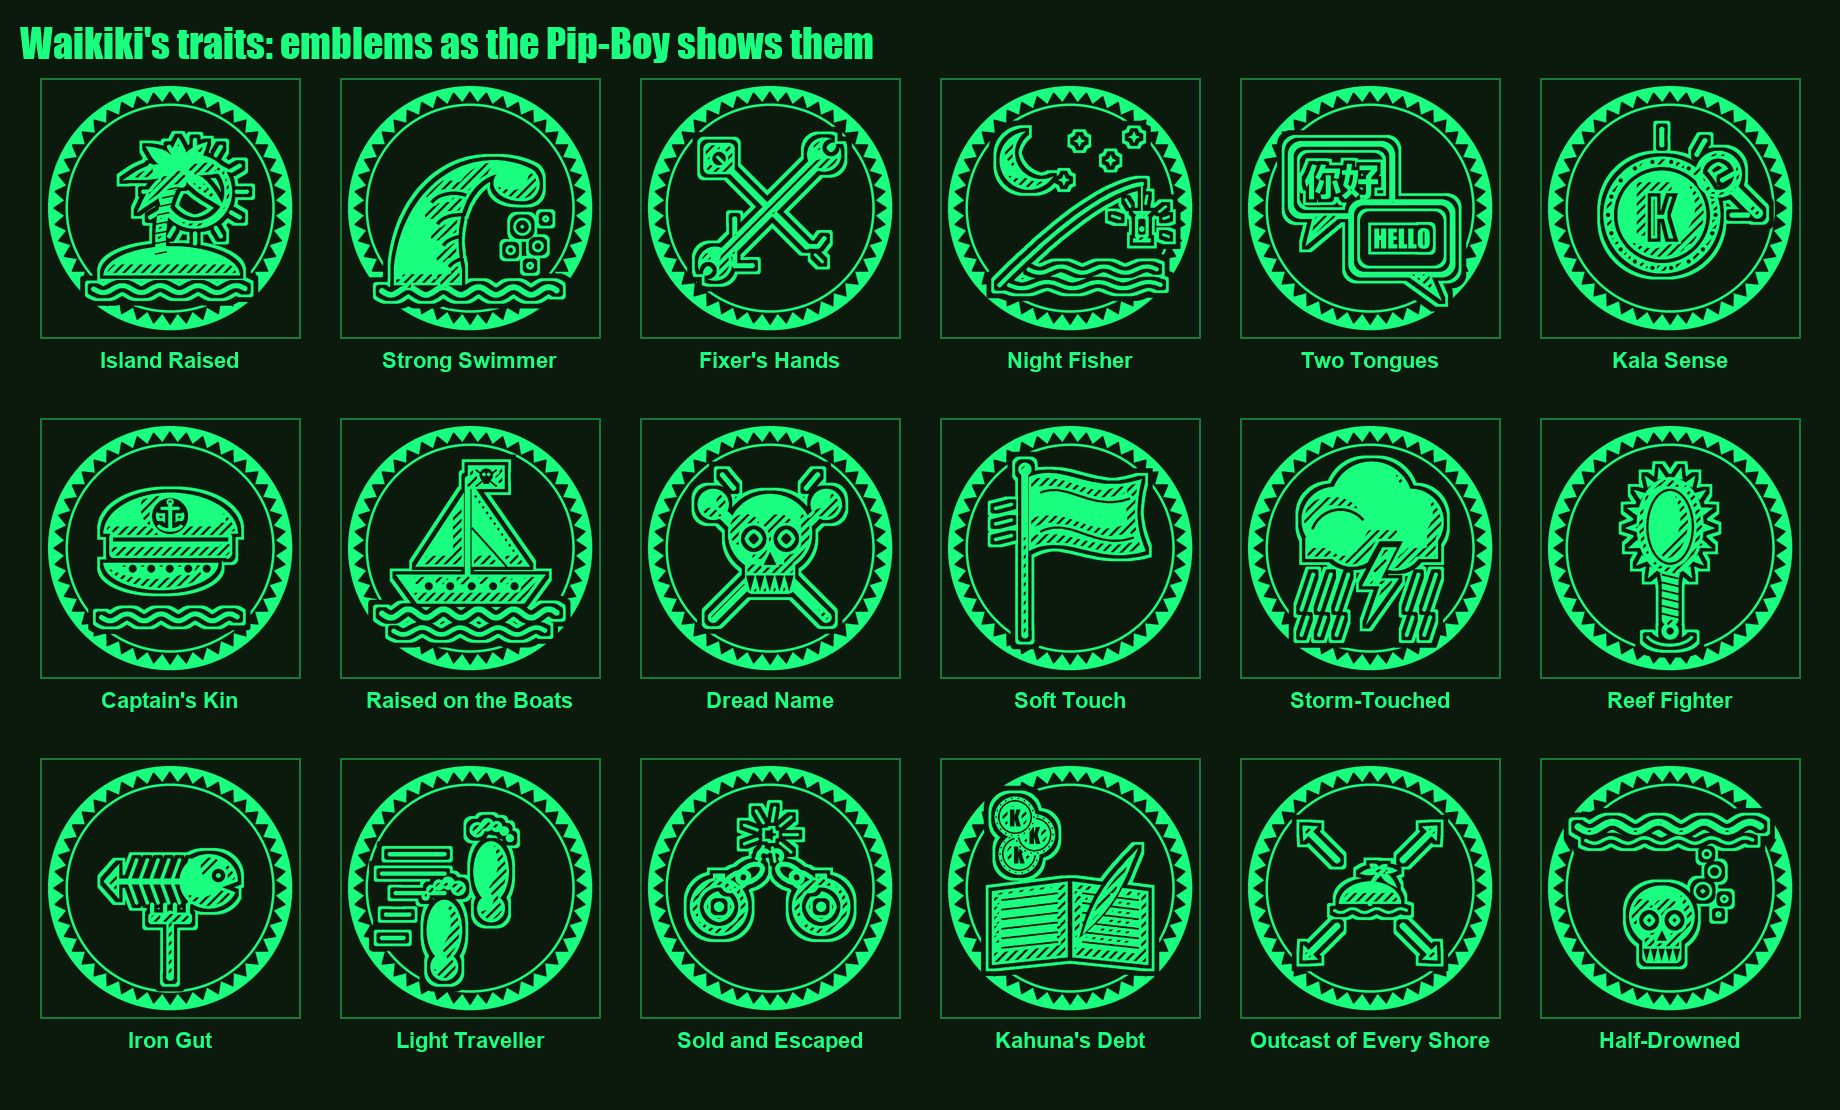 Waikiki's traits: emblems as the Pip-Boy shows them
你好
HELLO
K
Island Raised
Strong Swimmer
Fixer's Hands
Night Fisher
Two Tongues
Kala Sense
Captain's Kin
Raised on the Boats
Dread Name
Soft Touch
Storm-Touched
Reef Fighter
K
K
K
Iron Gut
Light Traveller
Sold and Escaped
Kahuna's Debt
Outcast of Every Shore
Half-Drowned